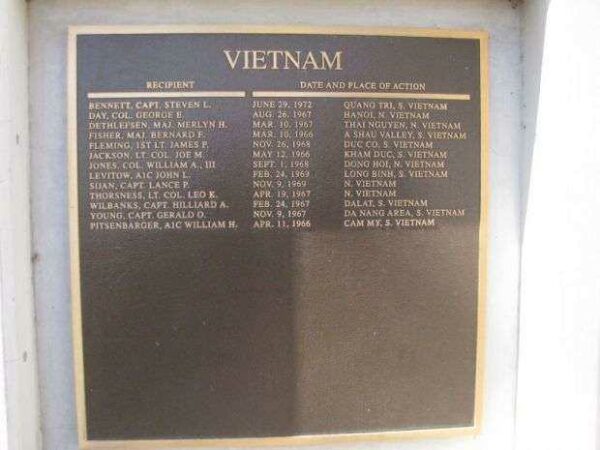 VIETNAM
RECIPIENT DATE AND PLACE OF ACTION
BENNETT, CAPT. STEVEN L. JUNE 29, 1972 QUANG TRI, S. VIETNAM
DAY, COL. GEORGE E. AUG. 26, 1967 HANOI, N. VIETNAM
DETHLEFSEN, MAJ. MERLYN H. MAR. 10, 1967 THAI NGUYEN, N. VIETNAM
FISHER, MAJ. BERNARD F. MAR. 10, 1966 A SHAU VALLEY, S. VIETNAM
FLEMING, 1ST LT. JAMES P. NOV. 26, 1968 DUC CO, S. VIETNAM
JACKSON, LT. COL. JOE M. MAY 12, 1966 KHAM DUC, S. VIETNAM
JONES, COL. WILLIAM A., III SEPT. 1, 1968 DONG HOI, N. VIETNAM
LEVITOW, A1C JOHN L. FEB. 24, 1969 LONG BINH, S. VIETNAM
SIJAN, CAPT. LANCE P. NOV. 9, 1969 N. VIETNAM
THORSNESS, LT. COL. LEO K. APR. 19, 1967 N. VIETNAM
WILBANKS, CAPT. HILLIARD A. FEB. 24, 1967 DALAT, S. VIETNAM
YOUNG, CAPT. GERALD O. NOV. 9, 1967 DA NANG AREA, S. VIETNAM
PITSENBARGER, A1C WILLIAM H. APR. 11, 1966 CAM MY, S. VIETNAM